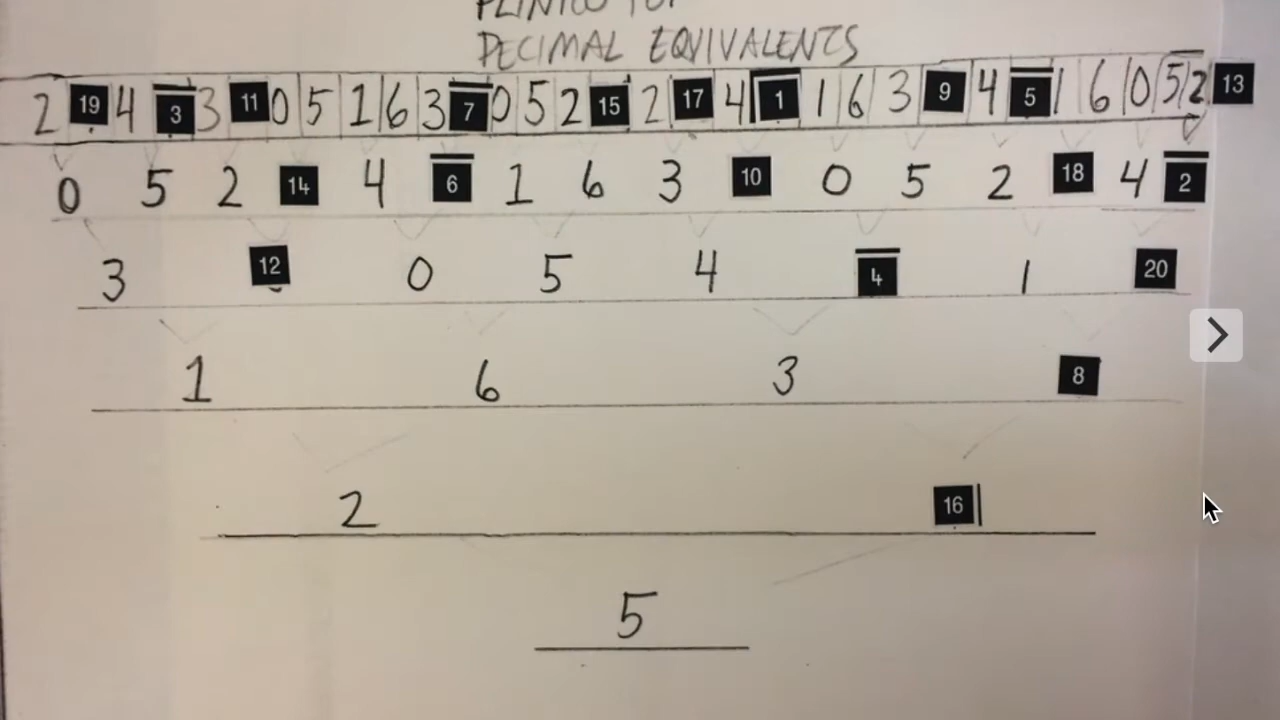 DECIMAL EQUIVALENTS
2 19 4 3 3 11 0 5 1 6 3 7 0 5 2 15 2 17 4 1 1 6 3 9 4 5 1 6 0 5 2 13
0 5 2 14 4 6 1 6 3 10 0 5 2 18 4 2
3 12 0 5 4 4 1 20
1 6 3 8
2 16
5